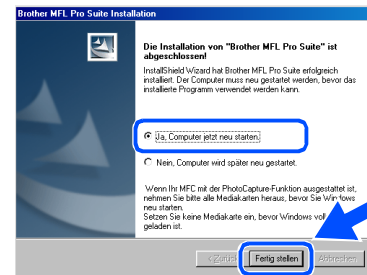 Brother MFL Pro Suite Installation
Die Installation von "Brother MFL Pro Suite" ist
abgeschlossen!
InstallShield Wizard hat Brother MFL Pro Suite erfolgreich
installiert. Der Computer muss neu gestartet werden, bevor das
installierte Programm verwendet werden kann.
Ja, Computer jetzt neu starten.
Nein, Computer wird später neu gestartet.
Wenn Ihr MFC mit der PhotoCapture-Funktion ausgestattet ist,
nehmen Sie bitte alle Medienkarten heraus, bevor Sie Windows
neu starten.
Setzen Sie keine Medikarte ein, bevor Windows
geladen ist.
Fertig stellen
Abbrechen